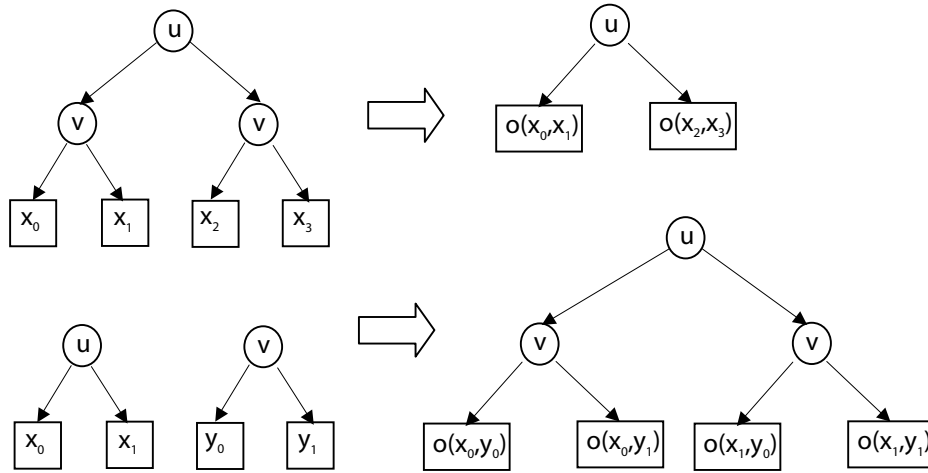 u
u
v
v
o(x₀,x₁)
o(x₂,x₃)
x₀
x₁
x₂
x₃
u
u
v
v
v
x₀
x₁
y₀
y₁
o(x₀,y₀)
o(x₀,y₁)
o(x₁,y₀)
o(x₁,y₁)